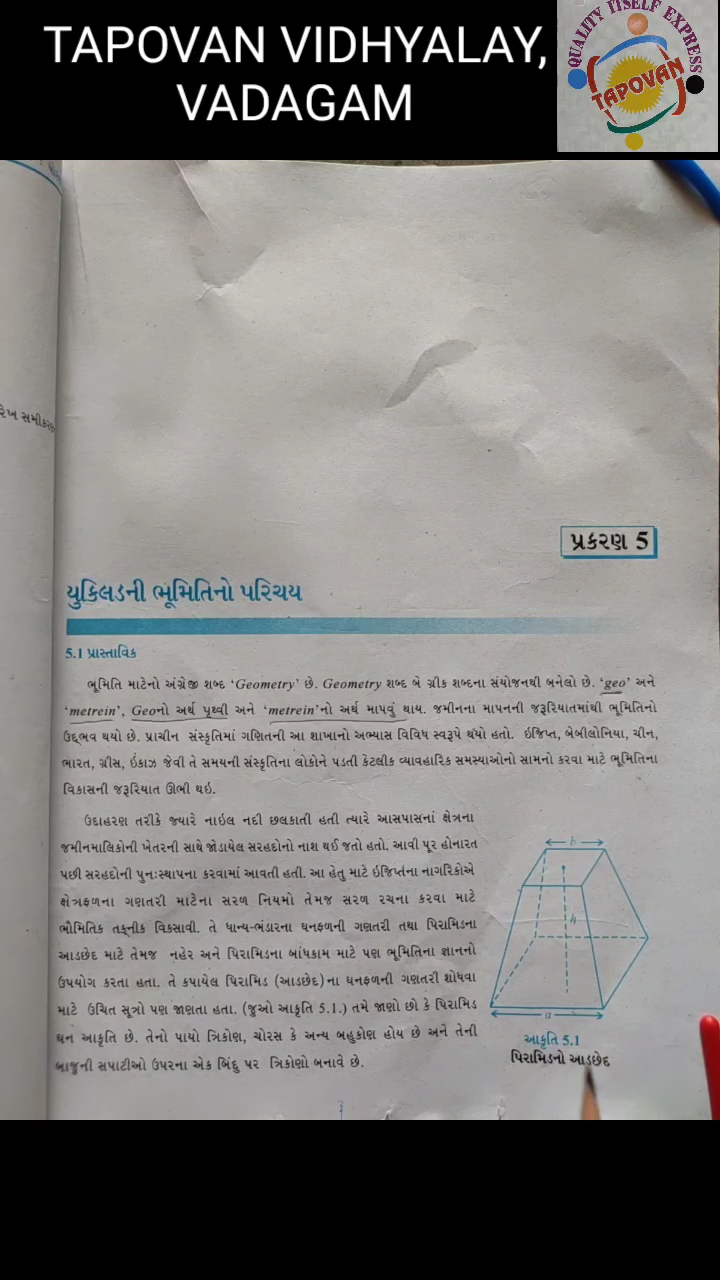 TAPOVAN VIDHYALAY,
VADAGAM
QUALITY ITSELF EXPRESS
TAPOVAN
રેખ સમીકરણ
પ્રકરણ 5
યુક્લિડની ભૂમિતિનો પરિચય
5.1 પ્રાસ્તાવિક
ભૂમિતિ માટેનો અંગ્રેજી શબ્દ ‘Geometry’ છે. Geometry શબ્દ બે ગ્રીક શબ્દના સંયોજનથી બનેલો છે. ‘geo’ અને
‘metrein’, Geoનો અર્થ પૃથ્વી અને ‘metrein’નો અર્થ માપવું થાય. જમીનના માપનની જરૂરિયાતમાંથી ભૂમિતિનો
ઉદ્ભવ થયો છે. પ્રાચીન સંસ્કૃતિમાં ગણિતની આ શાખાનો અભ્યાસ વિવિધ સ્વરૂપે થયો હતો. ઇજિપ્ત, બેબીલોનિયા, ચીન,
ભારત, ગ્રીસ, ઇંકાઝ જેવી તે સમયની સંસ્કૃતિના લોકોને પડતી કેટલીક વ્યાવહારિક સમસ્યાઓનો સામનો કરવા માટે ભૂમિતિના
વિકાસની જરૂરિયાત ઊભી થઇ.
ઉદાહરણ તરીકે જ્યારે નાઇલ નદી છલકાતી હતી ત્યારે આસપાસનાં ક્ષેત્રના
જમીનમાલિકોની ખેતરની સાથે જોડાયેલ સરહદોનો નાશ થઈ જતો હતો. આવી પૂર હોનારત
પછી સરહદોની પુનઃસ્થાપના કરવામાં આવતી હતી. આ હેતુ માટે ઇજિપ્તના નાગરિકોએ
ક્ષેત્રફળના ગણતરી માટેના સરળ નિયમો તેમજ સરળ રચના કરવા માટે
ભૌમિતિક તક્નીક વિકસાવી. તે ધાન્ય-ભંડારના ઘનફળની ગણતરી તથા પિરામિડના
આડછેદ માટે તેમજ નહેર અને પિરામિડના બાંધકામ માટે પણ ભૂમિતિના જ્ઞાનનો
ઉપયોગ કરતા હતા. તે કપાયેલ પિરામિડ (આડછેદ)ના ઘનફળની ગણતરી શોધવા
માટે ઉચિત સૂત્રો પણ જાણતા હતા. (જુઓ આકૃતિ 5.1.) તમે જાણો છો કે પિરામિડ
ઘન આકૃતિ છે. તેનો પાયો ત્રિકોણ, ચોરસ કે અન્ય બહુકોણ હોય છે અને તેની
બાજુની સપાટીઓ ઉપરના એક બિંદુ પર ત્રિકોણો બનાવે છે.
b
h
a
આકૃતિ 5.1
પિરામિડનો આડછેદ